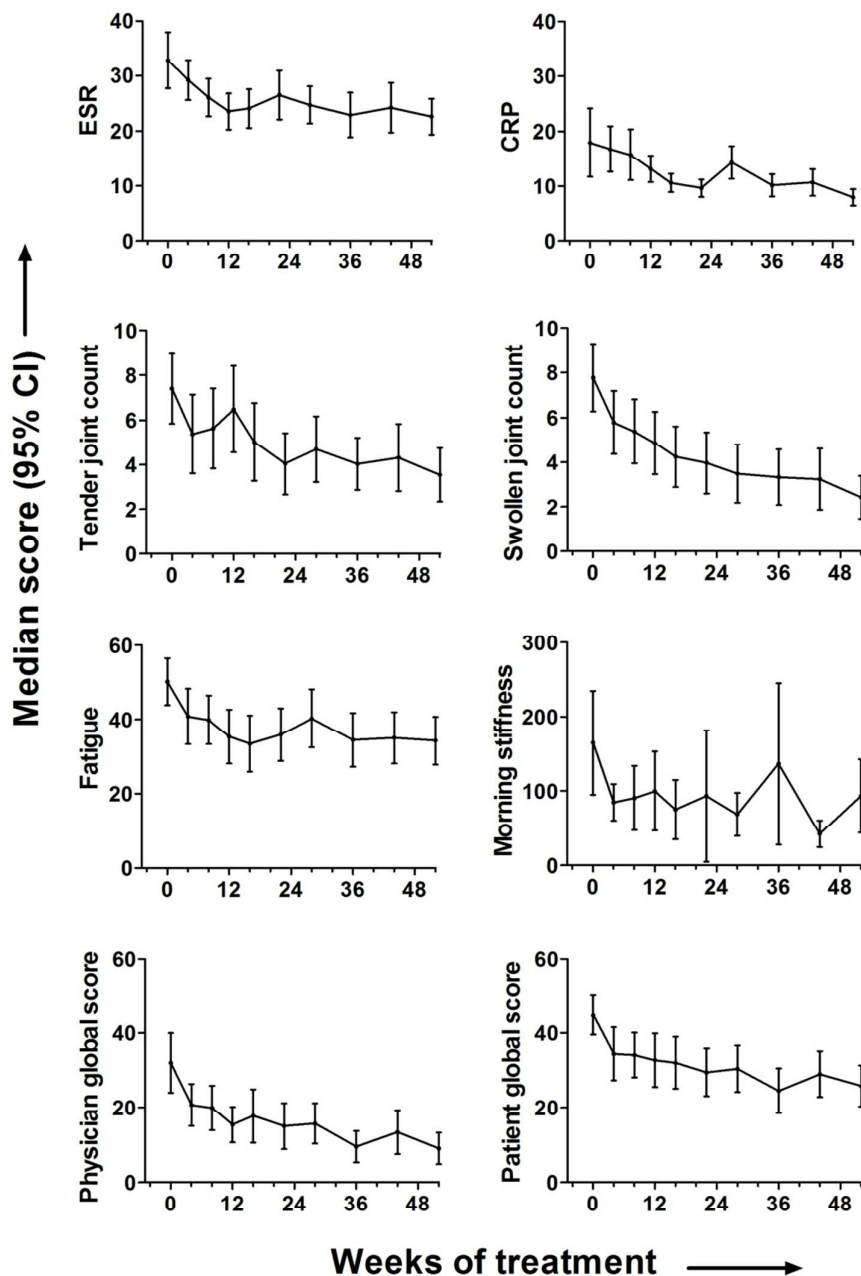 Median score (95% CI)
ESR
40
30
20
10
0
0 12 24 36 48
CRP
40
30
20
10
0
0 12 24 36 48
Tender joint count
10
8
6
4
2
0
0 12 24 36 48
Swollen joint count
10
8
6
4
2
0
0 12 24 36 48
Fatigue
60
40
20
0
0 12 24 36 48
Morning stiffness
300
200
100
0
0 12 24 36 48
Physician global score
60
40
20
0
0 12 24 36 48
Patient global score
60
40
20
0
0 12 24 36 48
Weeks of treatment